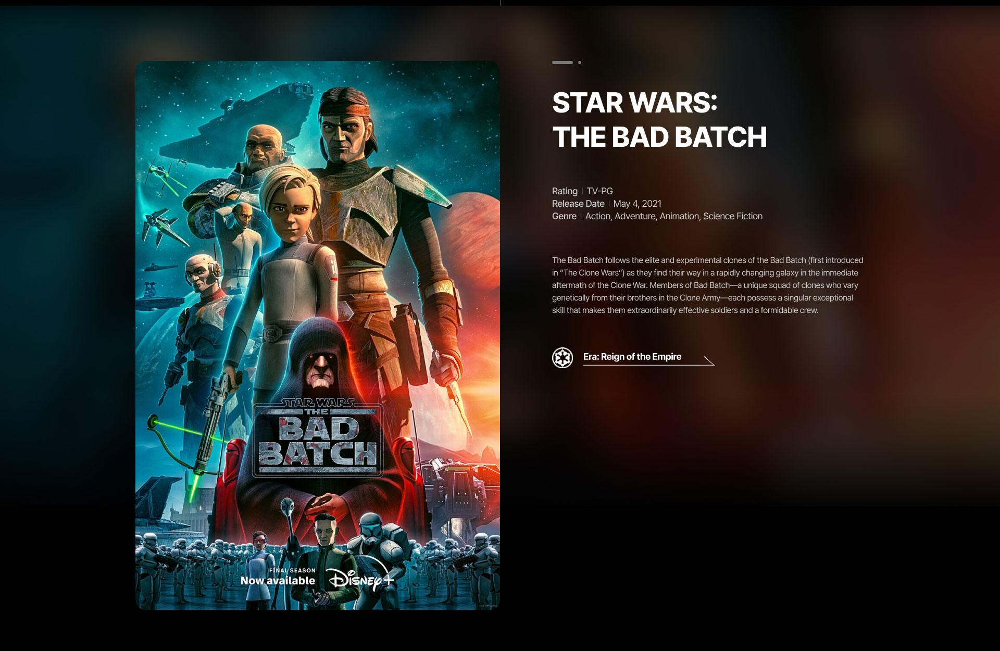 STAR WARS
THE
BAD
BATCH
FINAL SEASON
Now available
Disney+
STAR WARS:
THE BAD BATCH
Rating | TV-PG
Release Date | May 4, 2021
Genre | Action, Adventure, Animation, Science Fiction
The Bad Batch follows the elite and experimental clones of the Bad Batch (first introduced
in “The Clone Wars”) as they find their way in a rapidly changing galaxy in the immediate
aftermath of the Clone War. Members of Bad Batch—a unique squad of clones who vary
genetically from their brothers in the Clone Army—each possess a singular exceptional
skill that makes them extraordinarily effective soldiers and a formidable crew.
Era: Reign of the Empire